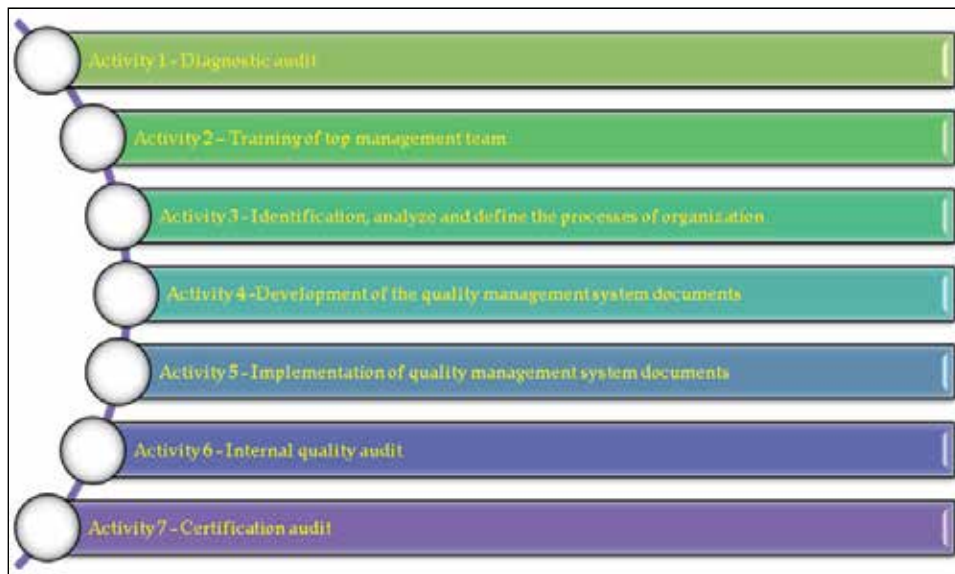 Activity 1 - Diagnostic audit
Activity 2 - Training of top management team
Activity 3 - Identification, analyze and define the processes of organization
Activity 4 -Development of the quality management system documents
Activity 5 - Implementation of quality management system documents
Activity 6 - Internal quality audit
Activity 7 - Certification audit